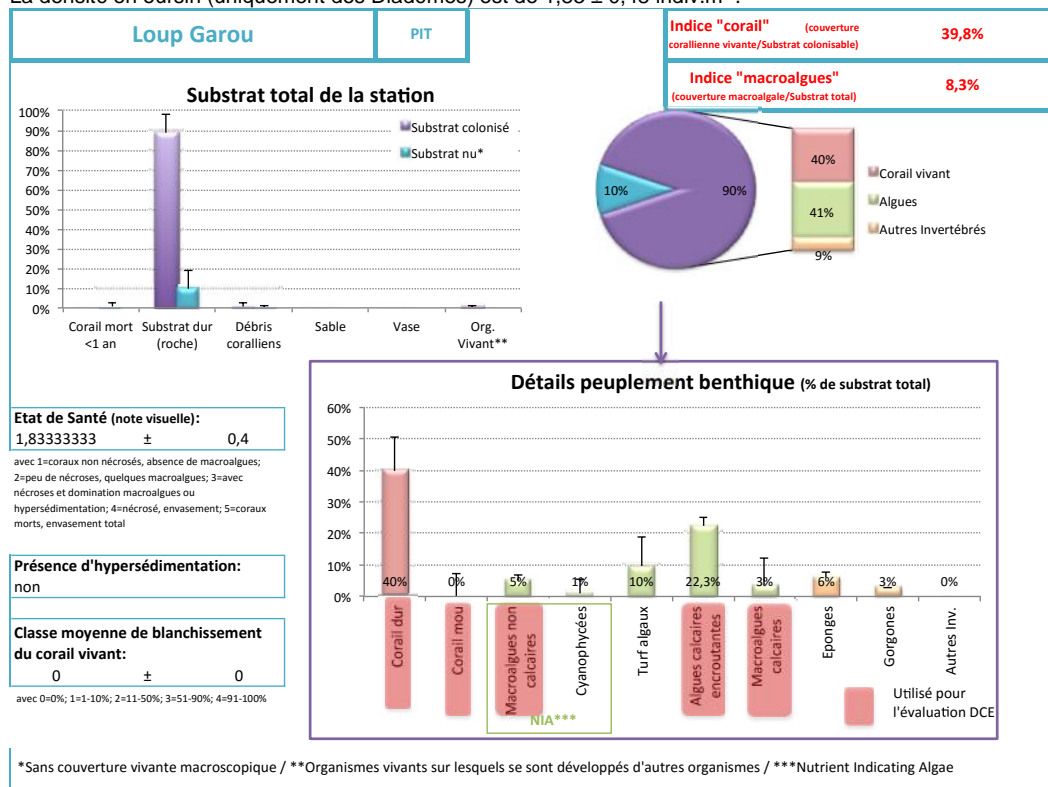 Loup Garou
PIT
Indice "corail" (couverture
corallienne vivante/Substrat colonisable)
39,8%
Indice "macroalgues"
(couverture macroalgale/Substrat total)
8,3%
Substrat total de la station
100%
90%
80%
70%
60%
50%
40%
30%
20%
10%
0%
Substrat colonisé
Substrat nu*
Corail mort
<1 an
Substrat dur
(roche)
Débris
coralliens
Sable
Vase
Org.
Vivant**
10%
90%
40%
41%
9%
Corail vivant
Algues
Autres Invertébrés
Etat de Santé (note visuelle):
1,83333333 ± 0,4
avec 1=coraux non nécrosés, absence de macroalgues;
2=peu de nécroses, quelques macroalgues; 3=avec
nécroses et domination macroalgues ou
hypersédimentation; 4=nécrosé, envasement; 5=coraux
morts, envasement total
Présence d'hypersédimentation:
non
Classe moyenne de blanchissement
du corail vivant:
0 ± 0
avec 0=0%; 1=1-10%; 2=11-50%; 3=51-90%; 4=91-100%
Détails peuplement benthique (% de substrat total)
60%
50%
40%
30%
20%
10%
0%
40%
0%
5%
1%
10%
22,3%
3%
6%
3%
0%
Corail dur
Corail mou
Macroalgues non
calcaires
Cyanophycées
Turf algaux
Algues calcaires
encroutantes
Macroalgues
calcaires
Eponges
Gorgones
Autres Inv.
NIA***
Utilisé pour
l'évaluation DCE
*Sans couverture vivante macroscopique / **Organismes vivants sur lesquels se sont développés d'autres organismes / ***Nutrient Indicating Algae